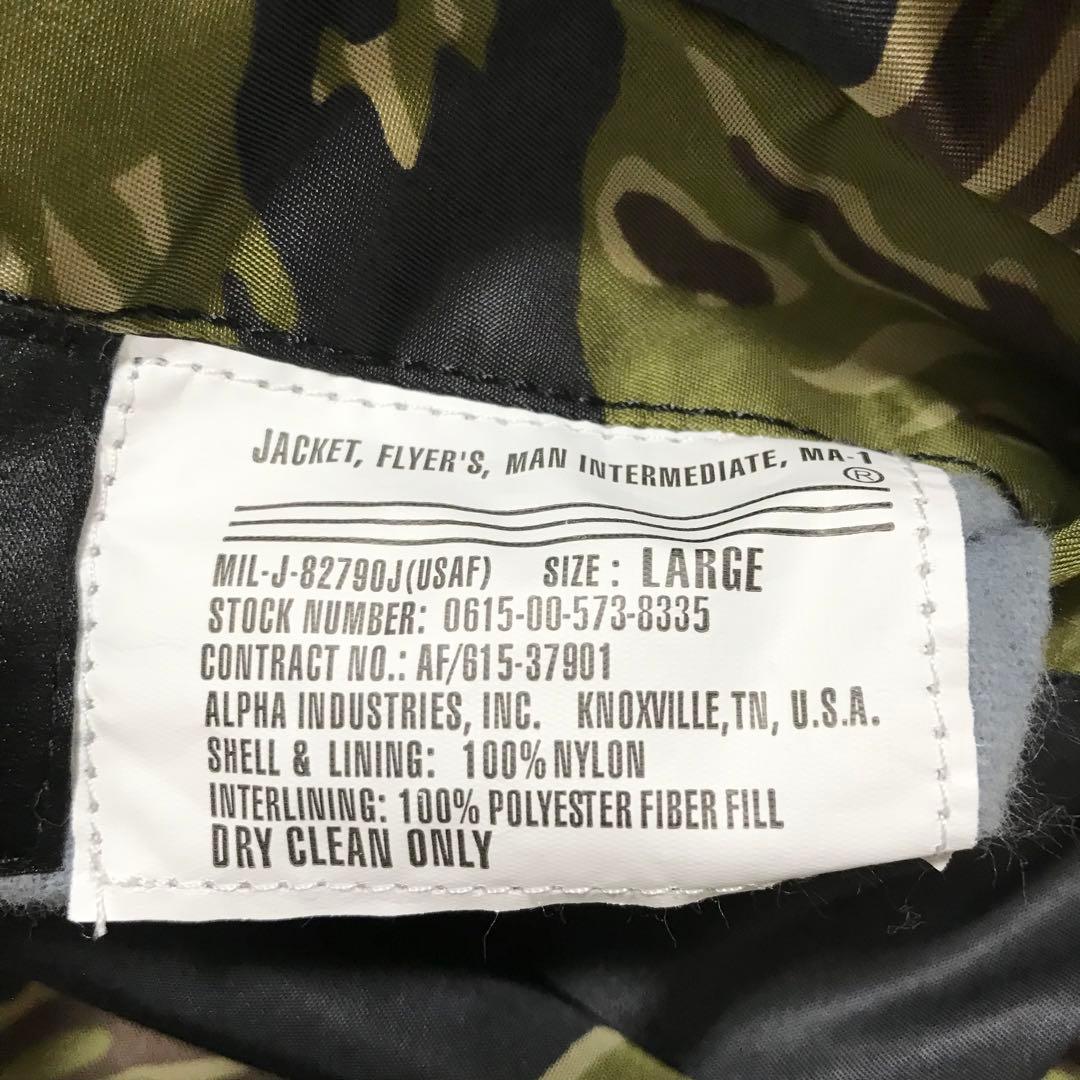 JACKET, FLYER'S, MAN INTERMEDIATE, MA-1
®
MIL-J-82790J(USAF) SIZE: LARGE
STOCK NUMBER: 0615-00-573-8335
CONTRACT NO.: AF/615-37901
ALPHA INDUSTRIES, INC. KNOXVILLE,TN, U.S.A.
SHELL & LINING: 100% NYLON
INTERLINING: 100% POLYESTER FIBER FILL
DRY CLEAN ONLY